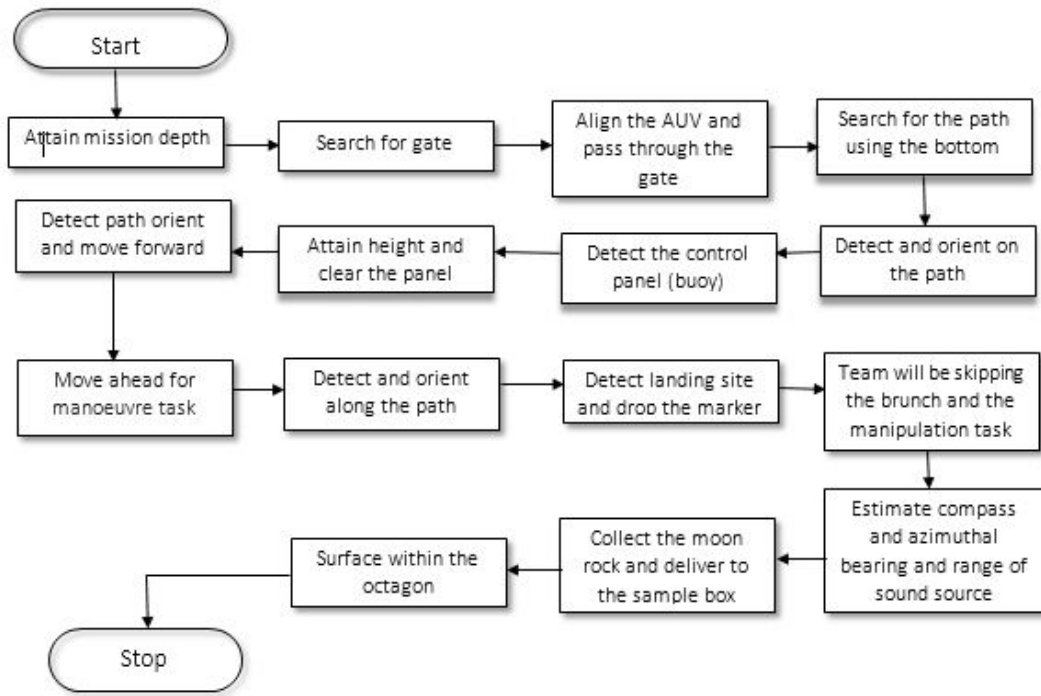 Start
Attain mission depth
Search for gate
Align the AUV and
pass through the
gate
Search for the path
using the bottom
Detect and orient on
the path
Detect the control
panel (buoy)
Attain height and
clear the panel
Detect path orient
and move forward
Move ahead for
manoeuvre task
Detect and orient
along the path
Detect landing site
and drop the marker
Team will be skipping
the brunch and the
manipulation task
Estimate compass
and azimuthal
bearing and range of
sound source
Collect the moon
rock and deliver to
the sample box
Surface within the
octagon
Stop